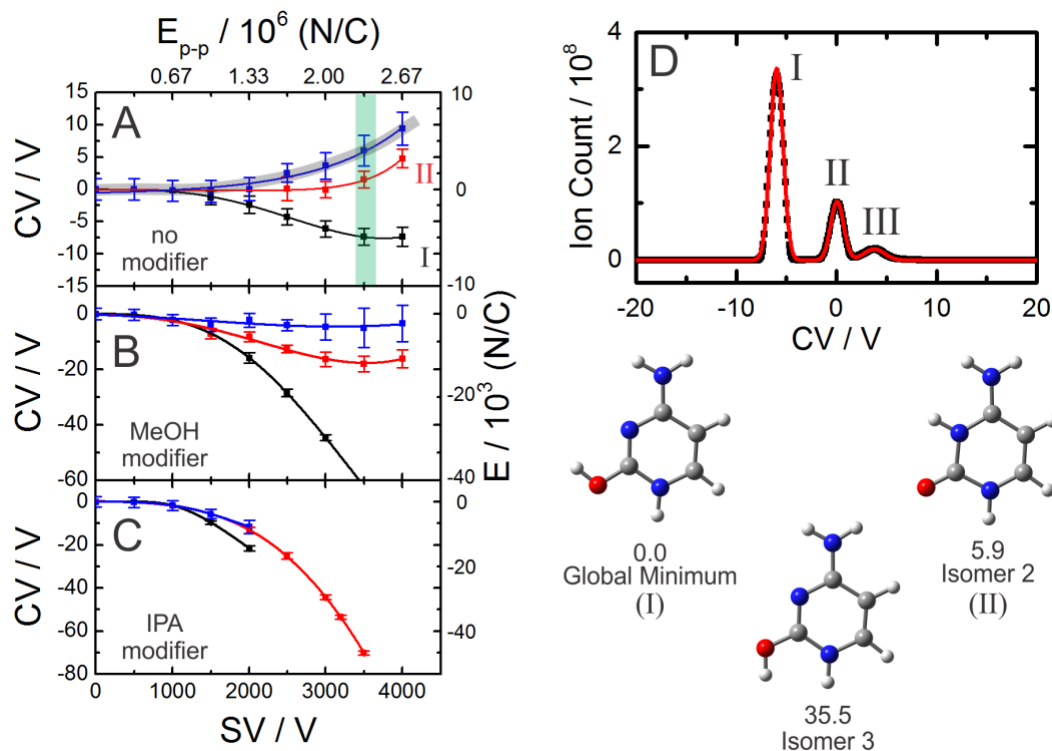 E_p-p / 10^6 (N/C)
0.67 1.33 2.00 2.67
15
10
5
0
-5
-10
-15
CV / V
A
II
I
no
modifier
10
0
-10
0
-20
-40
-60
CV / V
B
MeOH
modifier
0
-20
-40
E / 10^3 (N/C)
0
-20
-40
-60
-80
CV / V
C
IPA
modifier
0
-20
-40
0 1000 2000 3000 4000
SV / V
D
I
II
III
4
2
0
Ion Count / 10^8
-20 -10 0 10 20
CV / V
0.0
Global Minimum
(I)
5.9
Isomer 2
(II)
35.5
Isomer 3